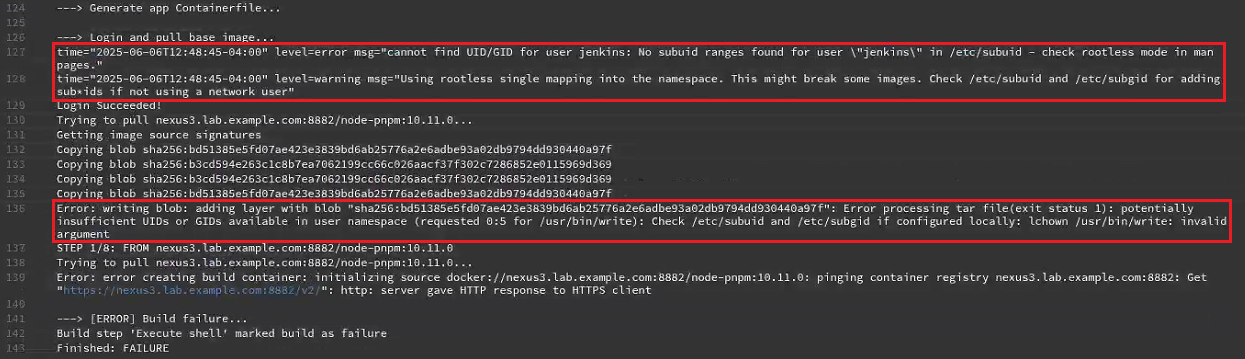 124 ---> Generate app Containerfile...
125
126 ---> Login and pull base image...
127 time="2025-06-06T12:48:45-04:00" level=error msg="cannot find UID/GID for user jenkins: No subuid ranges found for user \"jenkins\" in /etc/subuid - check rootless mode in man
pages."
128 time="2025-06-06T12:48:45-04:00" level=warning msg="Using rootless single mapping into the namespace. This might break some images. Check /etc/subuid and /etc/subgid for adding
sub*ids if not using a network user"
129 Login Succeeded!
130 Trying to pull nexus3.lab.example.com:8882/node-pnpm:10.11.0...
131 Getting image source signatures
132 Copying blob sha256:bd51385e5fd07ae423e3839bd6ab25776a2e6adbe93a02db9794dd930440a97f
133 Copying blob sha256:b3cd594e263c1c8b7ea7062199cc66c026aacf37f302c7286852e0115969d369
134 Copying blob sha256:b3cd594e263c1c8b7ea7062199cc66c026aacf37f302c7286852e0115969d369
135 Copying blob sha256:bd51385e5fd07ae423e3839bd6ab25776a2e6adbe93a02db9794dd930440a97f
136 Error: writing blob: adding layer with blob "sha256:bd51385e5fd07ae423e3839bd6ab25776a2e6adbe93a02db9794dd930440a97f": Error processing tar file(exit status 1): potentially
insufficient UIDs or GIDs available in user namespace (requested 0:5 for /usr/bin/write): Check /etc/subuid and /etc/subgid if configured locally: lchown /usr/bin/write: invalid
argument
137 STEP 1/8: FROM nexus3.lab.example.com:8882/node-pnpm:10.11.0
138 Trying to pull nexus3.lab.example.com:8882/node-pnpm:10.11.0...
139 Error: error creating build container: initializing source docker://nexus3.lab.example.com:8882/node-pnpm:10.11.0: pinging container registry nexus3.lab.example.com:8882: Get
"https://nexus3.lab.example.com:8882/v2/": http: server gave HTTP response to HTTPS client
140
141 ---> [ERROR] Build failure...
142 Build step 'Execute shell' marked build as failure
143 Finished: FAILURE